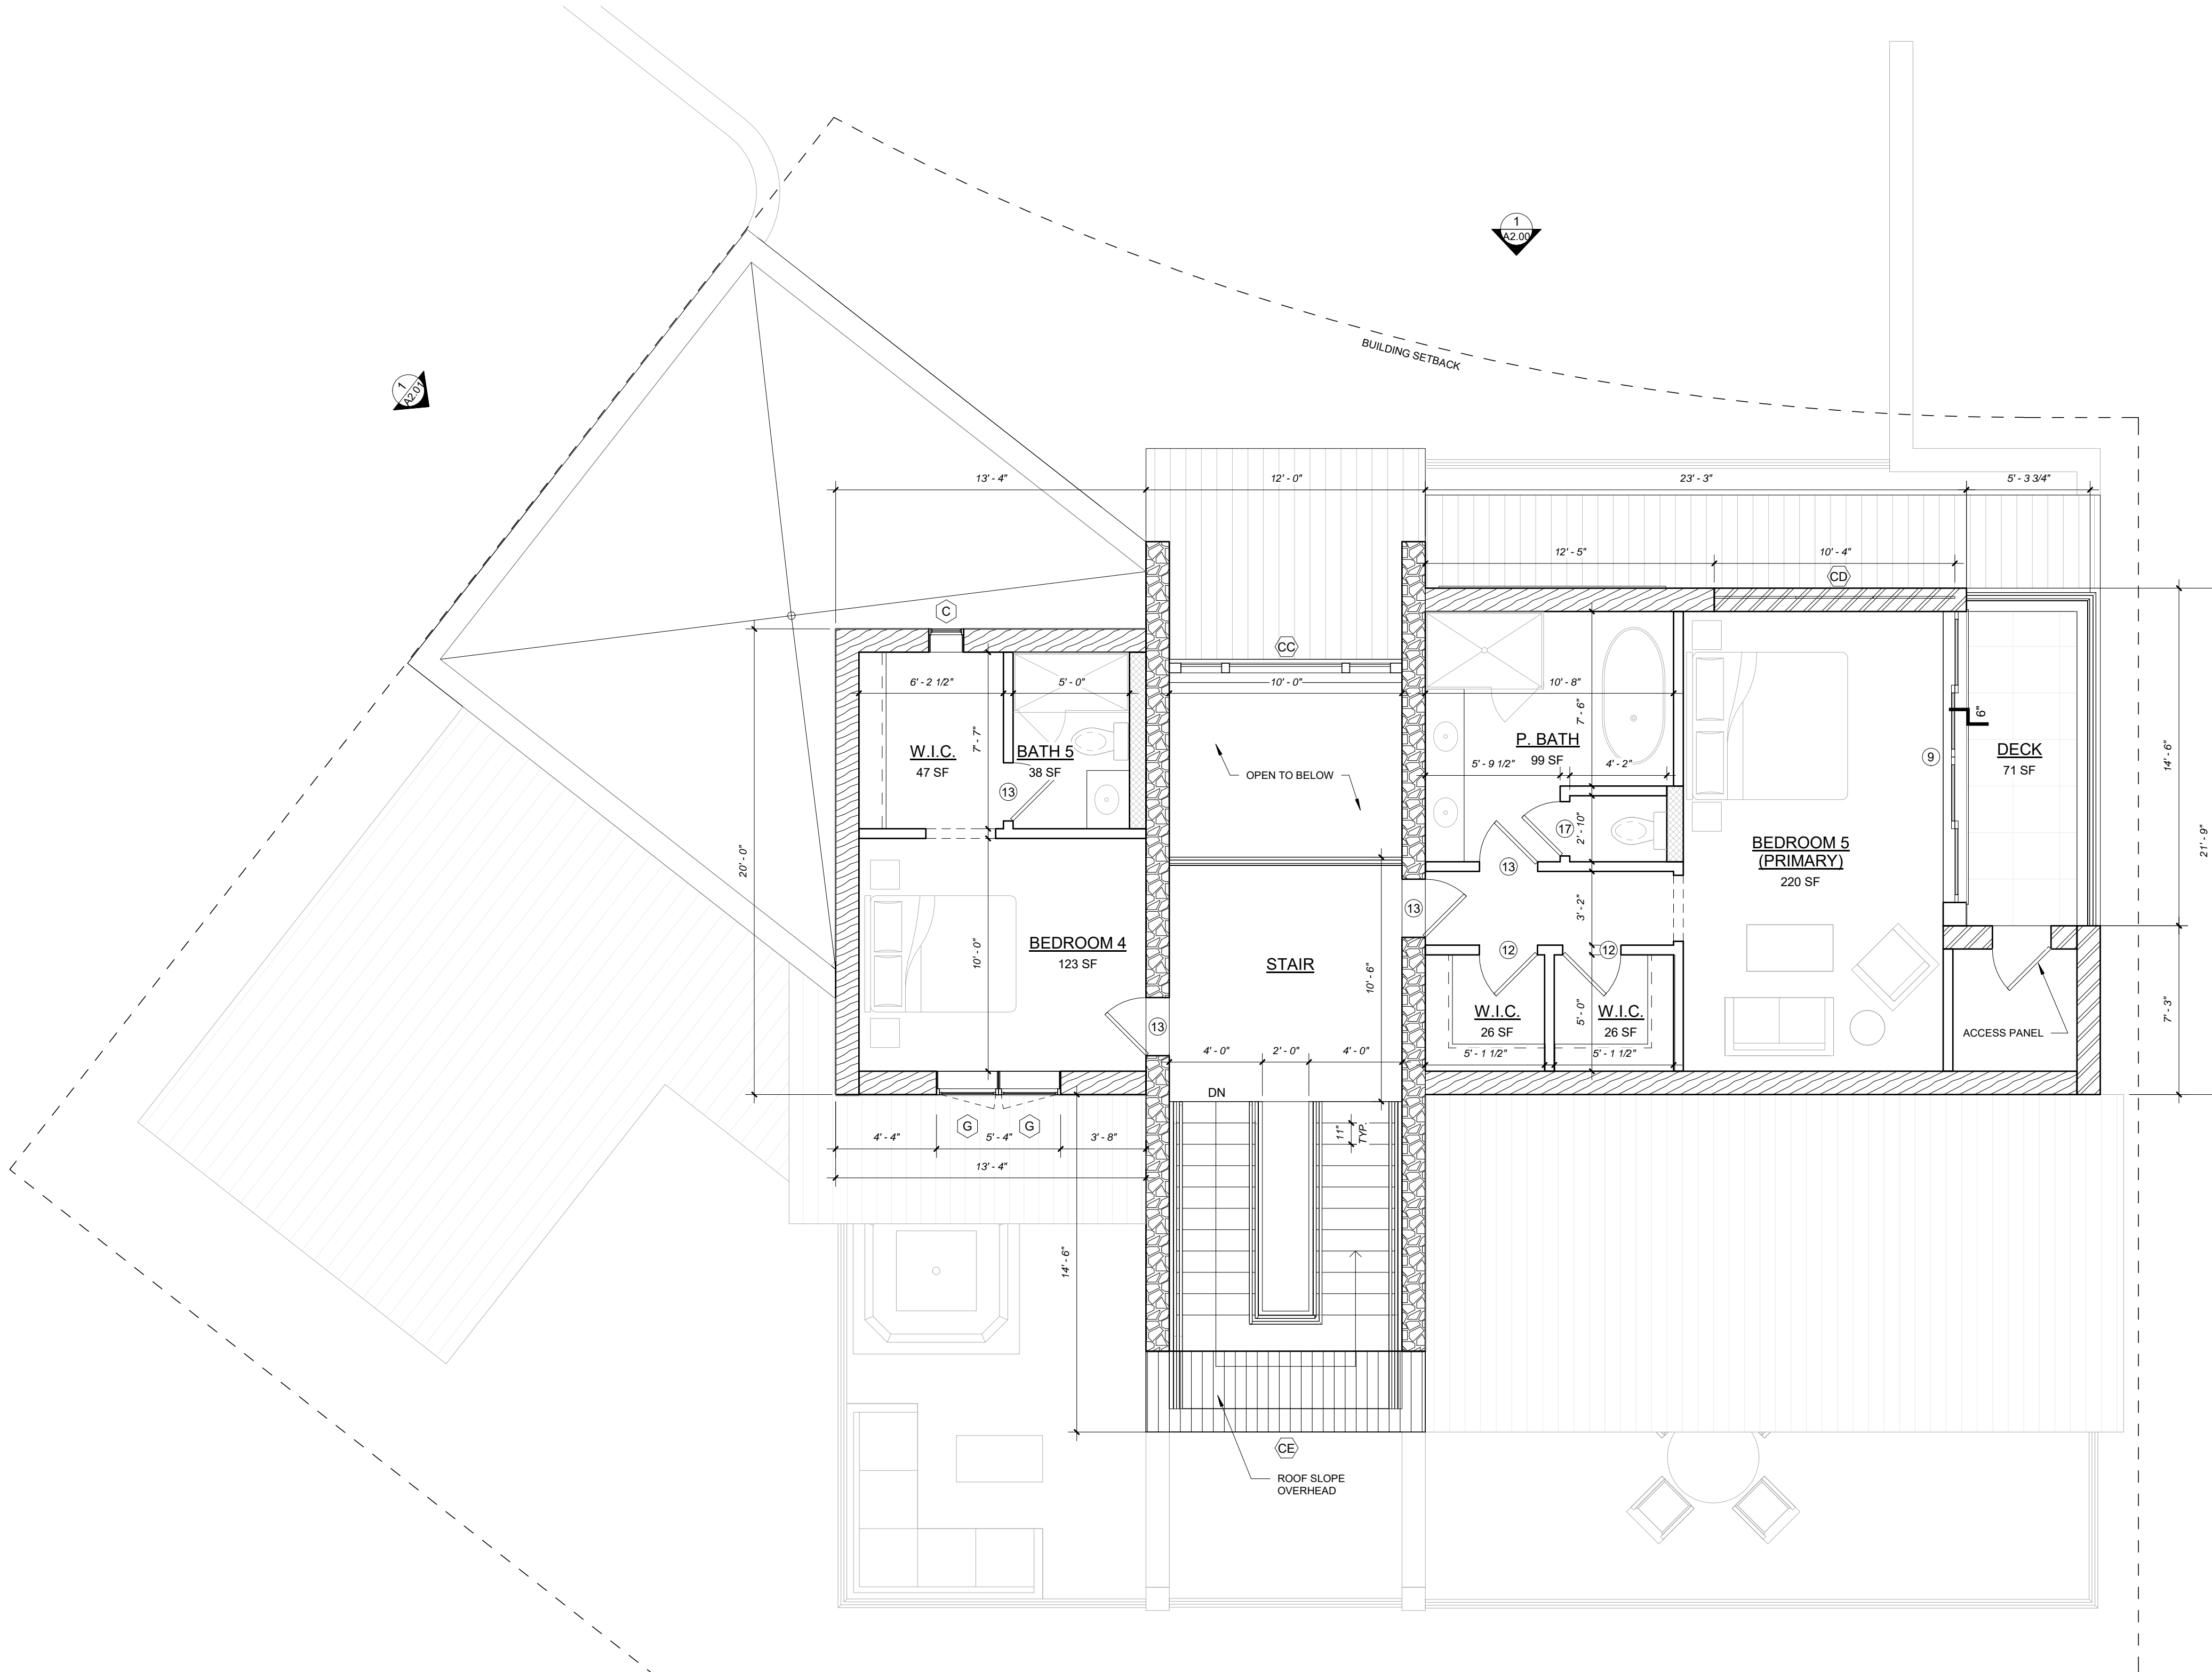 1
A2.00
BUILDING SETBACK
1
A2.01
13' - 4"
12' - 0"
23' - 3"
5' - 3 3/4"
12' - 5"
10' - 4"
CD
C
CC
6' - 2 1/2"
5' - 0"
10' - 0"
10' - 8"
7' - 6"
6"
7' - 7"
W.I.C.
47 SF
BATH 5
38 SF
13
OPEN TO BELOW
P. BATH
99 SF
5' - 9 1/2"
4' - 2"
9
DECK
71 SF
14' - 6"
21' - 9"
17
2' - 10"
BEDROOM 5
(PRIMARY)
220 SF
20' - 0"
13
13
3' - 2"
BEDROOM 4
123 SF
10' - 0"
STAIR
10' - 6"
12
12
W.I.C.
26 SF
W.I.C.
26 SF
5' - 0"
7' - 3"
ACCESS PANEL
13
4' - 0"
2' - 0"
4' - 0"
5' - 1 1/2"
5' - 1 1/2"
DN
G
G
4' - 4"
5' - 4"
3' - 8"
11"
TYP.
13' - 4"
14' - 6"
CE
ROOF SLOPE
OVERHEAD